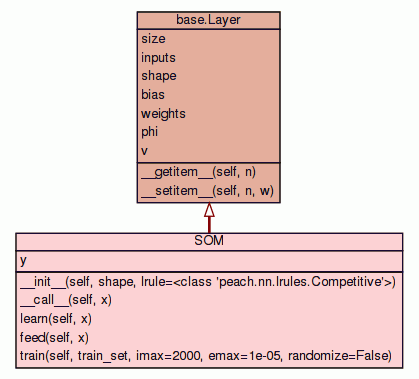 base.Layer
size
inputs
shape
bias
weights
phi
v
__getitem__(self, n)
__setitem__(self, n, w)
SOM
y
__init__(self, shape, lrule=<class 'peach.nn.lrules.Competitive'>)
__call__(self, x)
learn(self, x)
feed(self, x)
train(self, train_set, imax=2000, emax=1e-05, randomize=False)